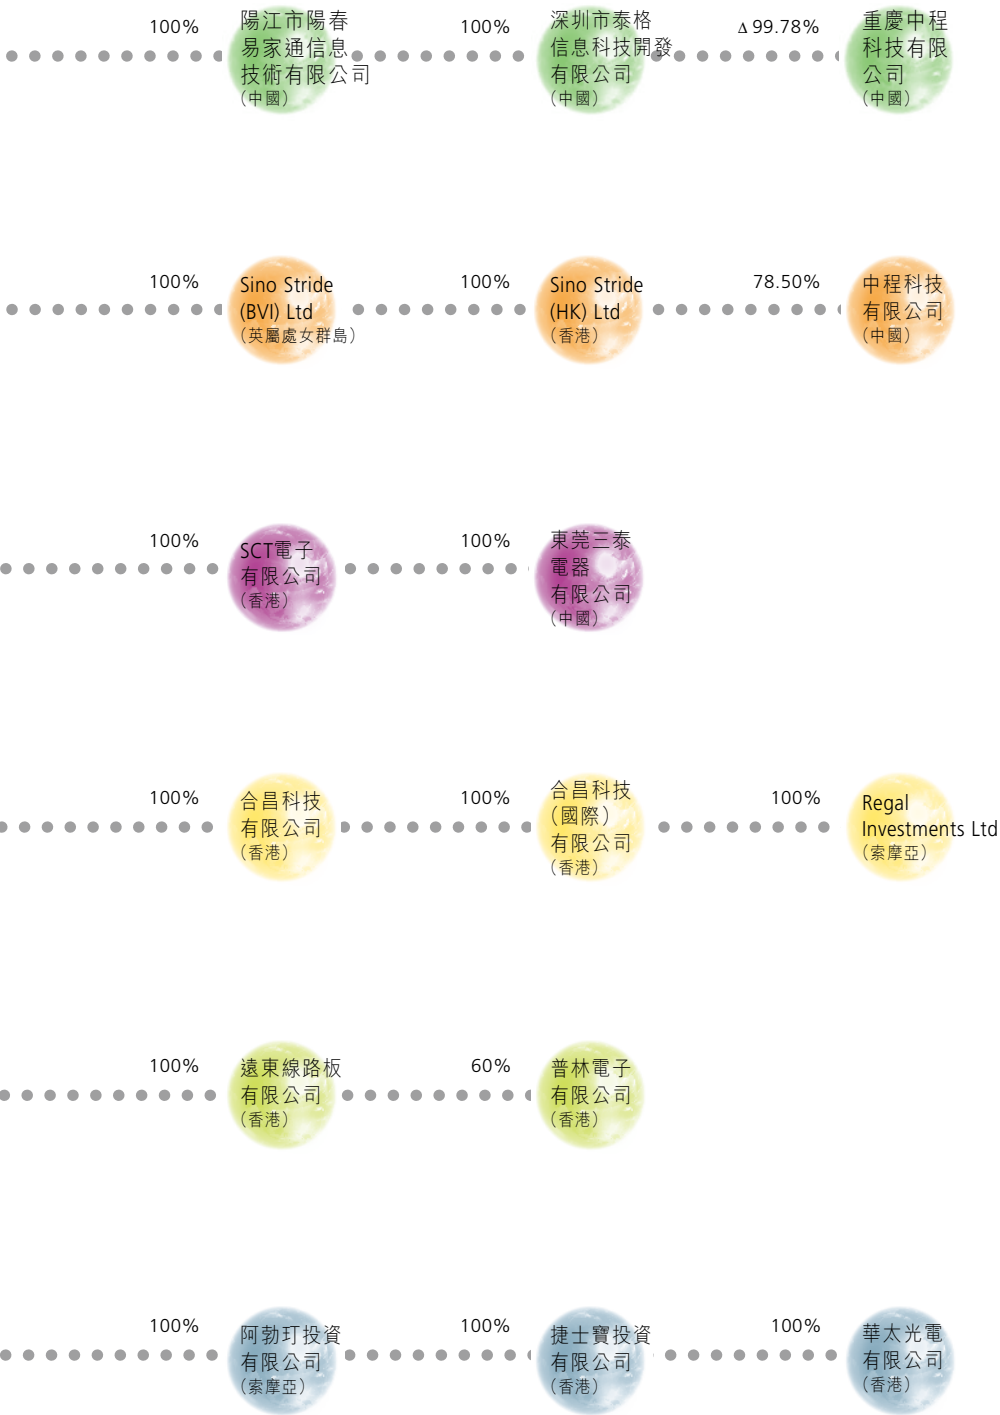 100%
陽江市陽春
易家通信息
技術有限公司
（中國）
100%
深圳市泰格
信息科技開發
有限公司
（中國）
Δ 99.78%
重慶中程
科技有限
公司
（中國）
100%
Sino Stride
(BVI) Ltd
（英屬處女群島）
100%
Sino Stride
(HK) Ltd
（香港）
78.50%
中程科技
有限公司
（中國）
100%
SCT電子
有限公司
（香港）
100%
東莞三泰
電器
有限公司
（中國）
100%
合昌科技
有限公司
（香港）
100%
合昌科技
（國際）
有限公司
（香港）
100%
Regal
Investments Ltd
（索摩亞）
100%
遠東線路板
有限公司
（香港）
60%
普林電子
有限公司
（香港）
100%
阿勃玎投資
有限公司
（索摩亞）
100%
捷士寶投資
有限公司
（香港）
100%
華太光電
有限公司
（香港）